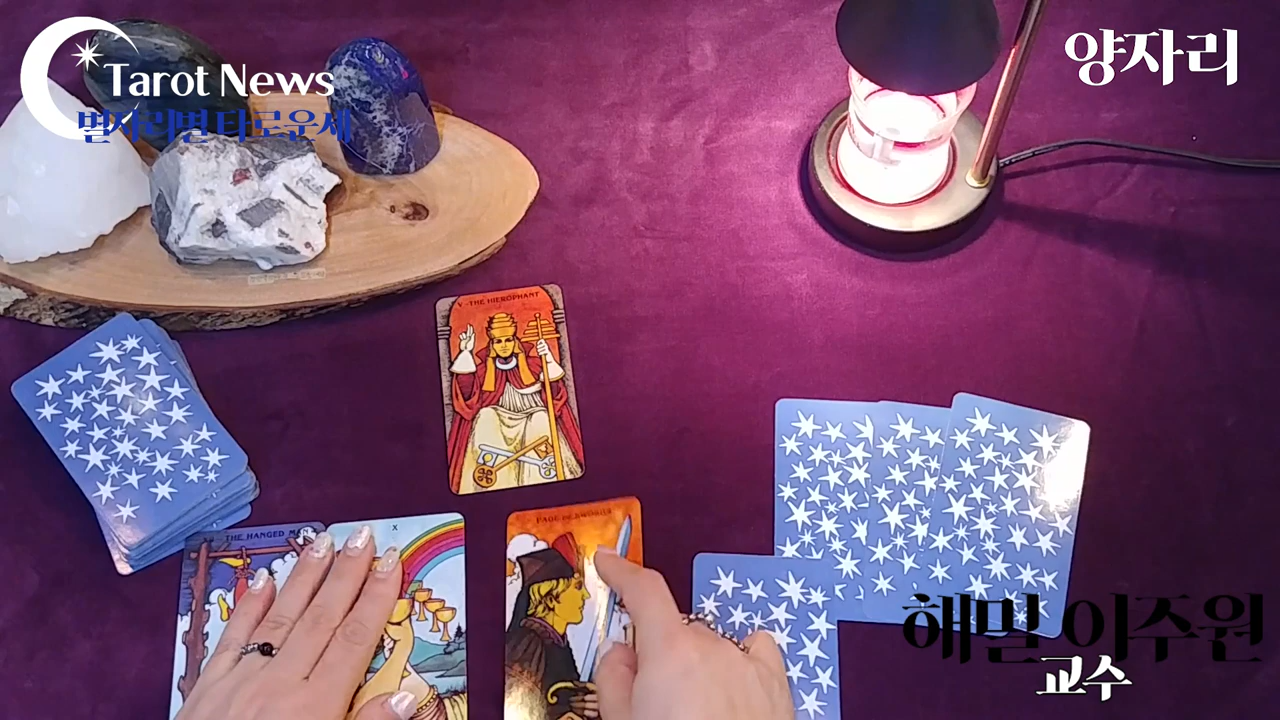 Tarot News
별자리별 타로운세
양자리
V · THE HIEROPHANT
THE HANGED MAN
X
PAGE OF SWORDS
해밀 이주원
교수